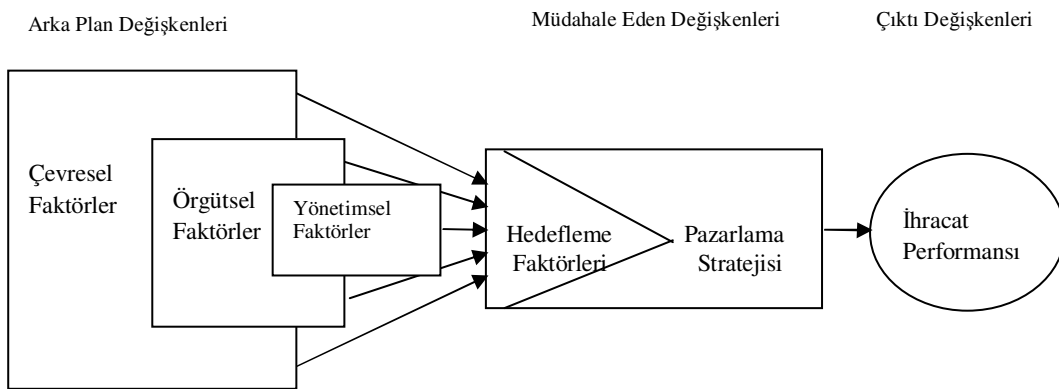 Arka Plan Değişkenleri
Müdahale Eden Değişkenleri
Çıktı Değişkenleri
Çevresel
Faktörler
Örgütsel
Faktörler
Yönetimsel
Faktörler
Hedefleme
Faktörleri
Pazarlama
Stratejisi
İhracat
Performansı